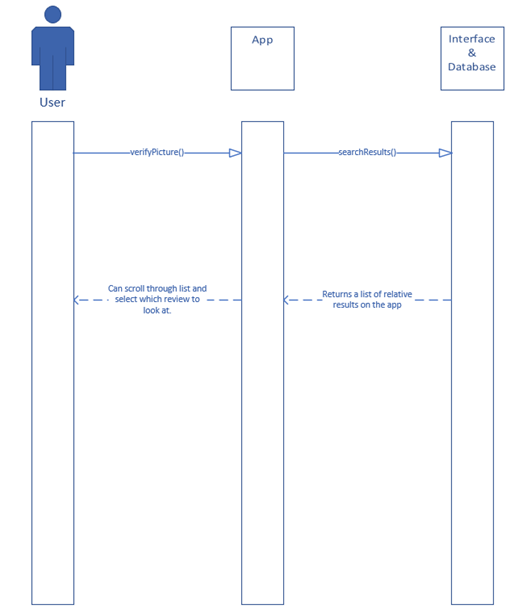 App
Interface
&
Database
User
verifyPicture()
searchResults()
Can scroll through list and
select which review to
look at.
Returns a list of relative
results on the app